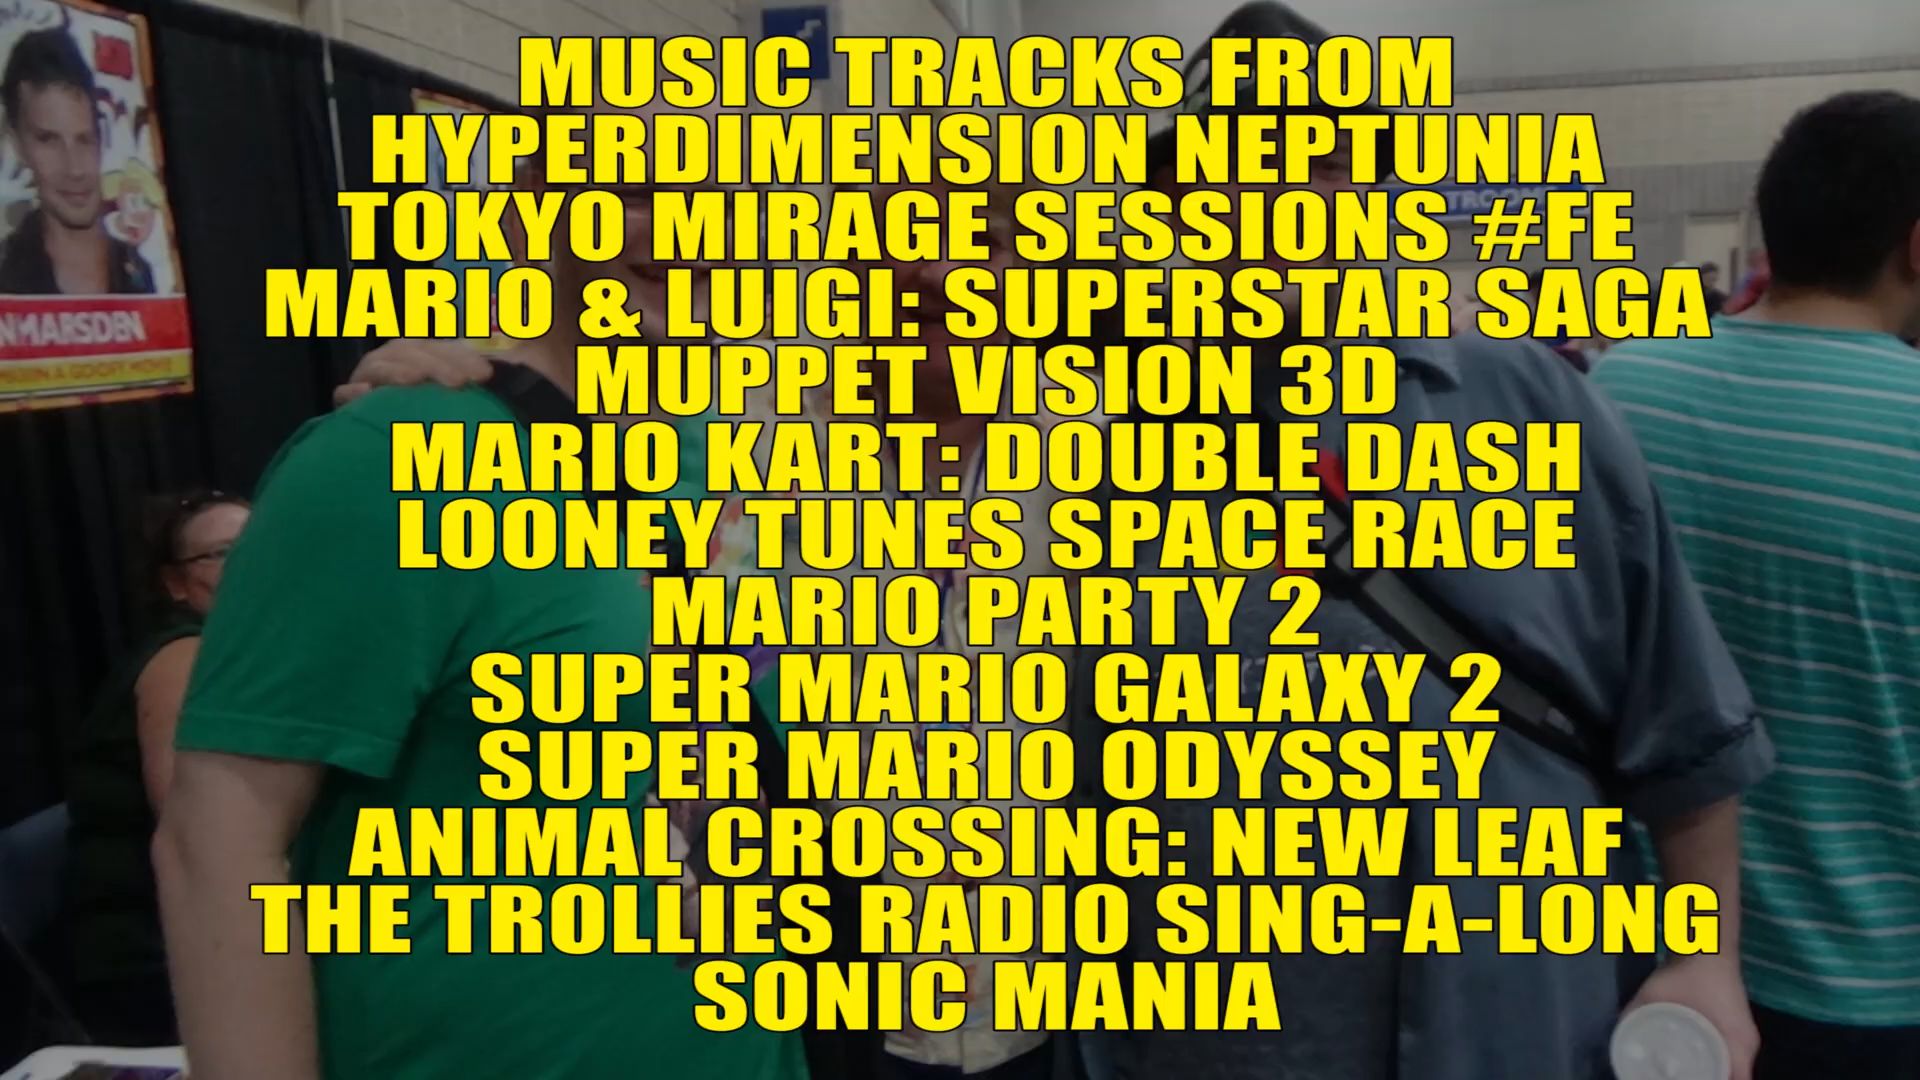 MUSIC TRACKS FROM
HYPERDIMENSION NEPTUNIA
TOKYO MIRAGE SESSIONS #FE
MARIO & LUIGI: SUPERSTAR SAGA
MUPPET VISION 3D
MARIO KART: DOUBLE DASH
LOONEY TUNES SPACE RACE
MARIO PARTY 2
SUPER MARIO GALAXY 2
SUPER MARIO ODYSSEY
ANIMAL CROSSING: NEW LEAF
THE TROLLIES RADIO SING-A-LONG
SONIC MANIA
MARSDEN